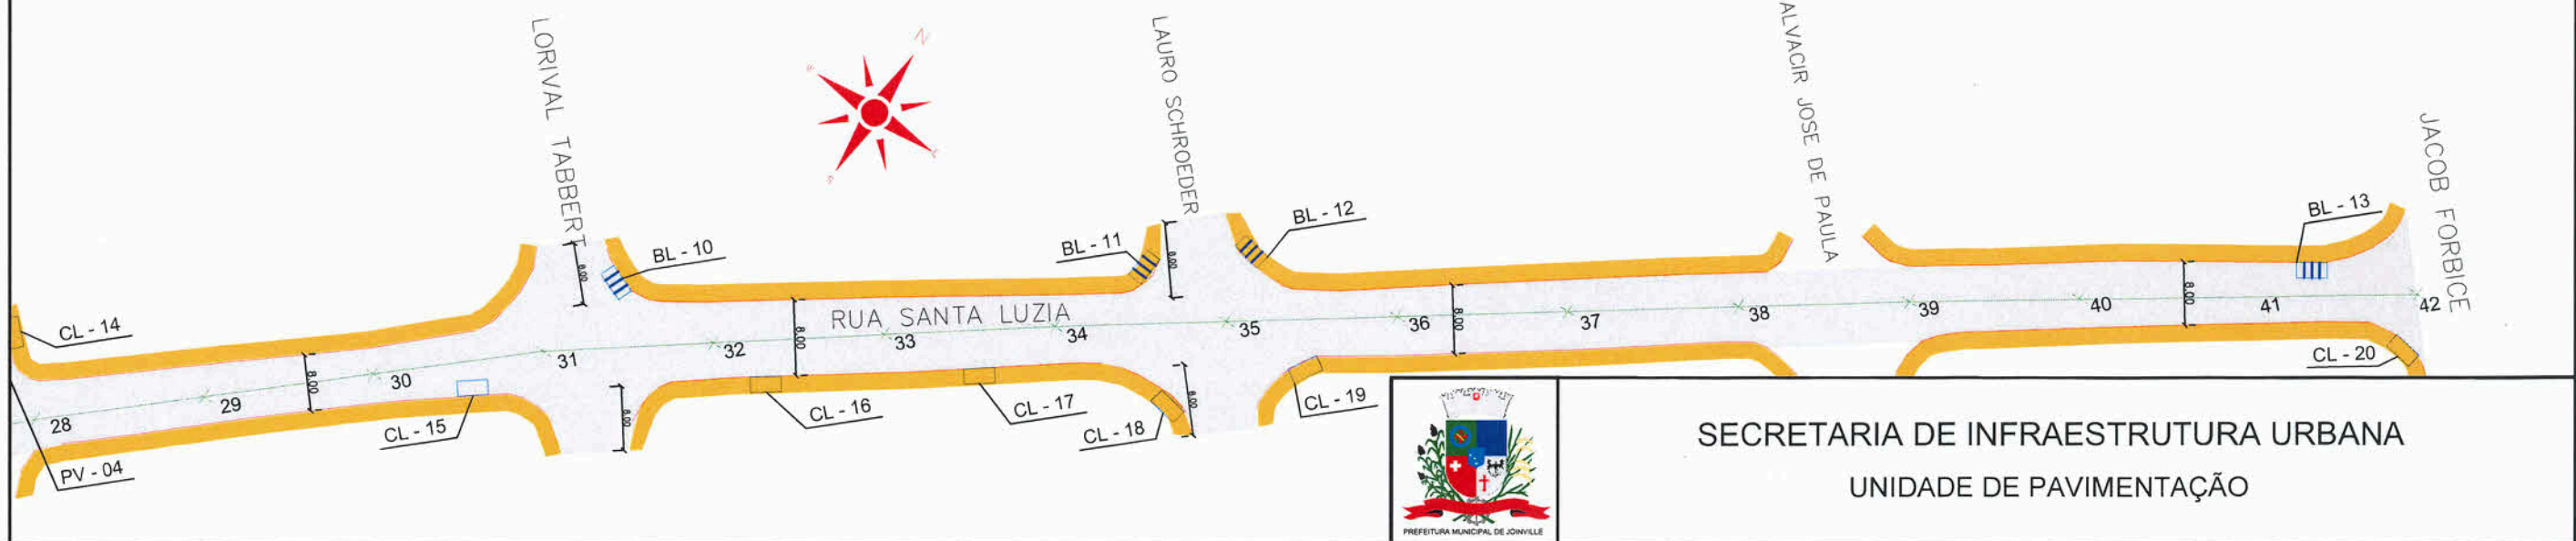 LORIVAL TABBERT
LAURO SCHROEDER
ALVACIR JOSE DE PAULA
JACOB FORBICE
N
CL - 14
BL - 10
BL - 11
BL - 12
BL - 13
8.00
8.00
8.00
8.00
8.00
8.00
8.00
8.00
RUA SANTA LUZIA
28
29
30
31
32
33
34
35
36
37
38
39
40
41
42
PV - 04
CL - 15
CL - 16
CL - 17
CL - 18
CL - 19
CL - 20
PREFEITURA MUNICIPAL DE JOINVILLE
SECRETARIA DE INFRAESTRUTURA URBANA
UNIDADE DE PAVIMENTAÇÃO